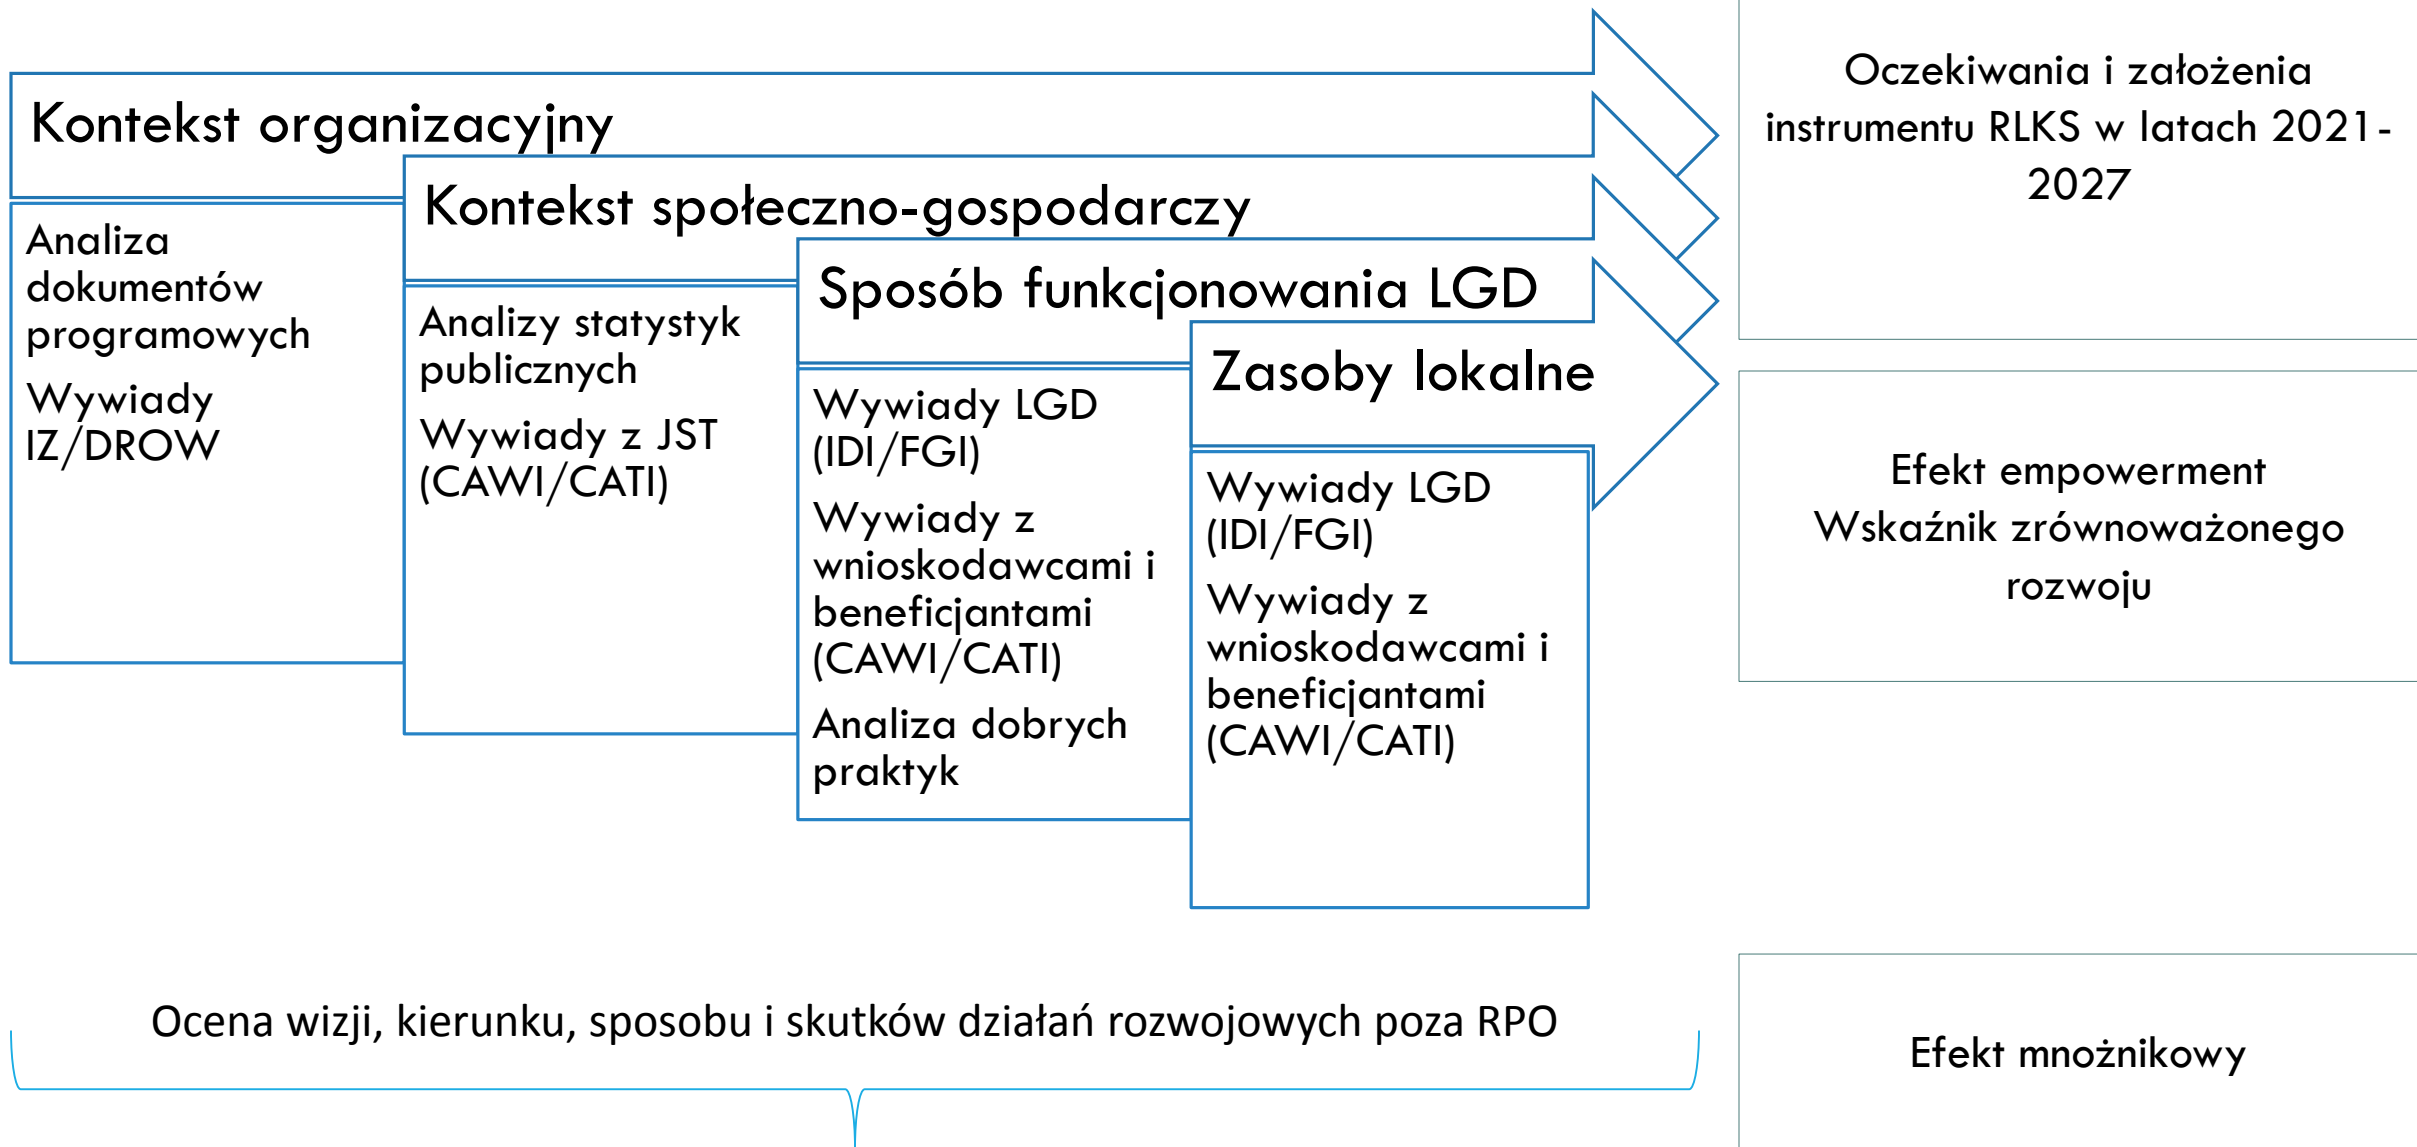 Kontekst organizacyjny
Analiza
dokumentów
programowych
Wywiady
IZ/DROW
Kontekst społeczno-gospodarczy
Analizy statystyk
publicznych
Wywiady z JST
(CAWI/CATI)
Sposób funkcjonowania LGD
Wywiady LGD
(IDI/FGI)
Wywiady z
wnioskodawcami i
beneficjantami
(CAWI/CATI)
Analiza dobrych
praktyk
Zasoby lokalne
Wywiady LGD
(IDI/FGI)
Wywiady z
wnioskodawcami i
beneficjantami
(CAWI/CATI)
Oczekiwania i założenia
instrumentu RLKS w latach 2021-
2027
Efekt empowerment
Wskaźnik zrównoważonego
rozwoju
Ocena wizji, kierunku, sposobu i skutków działań rozwojowych poza RPO
Efekt mnożnikowy